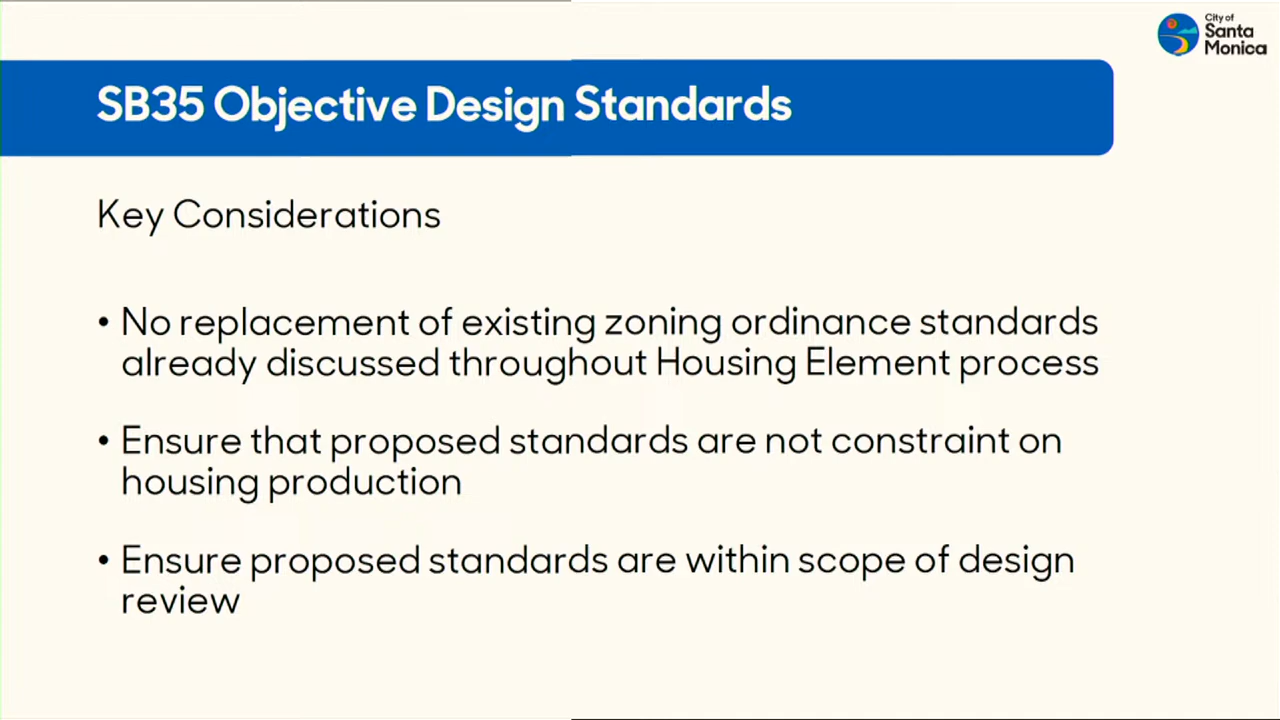 City of
Santa
Monica
SB35 Objective Design Standards
Key Considerations
• No replacement of existing zoning ordinance standards
already discussed throughout Housing Element process
• Ensure that proposed standards are not constraint on
housing production
• Ensure proposed standards are within scope of design
review